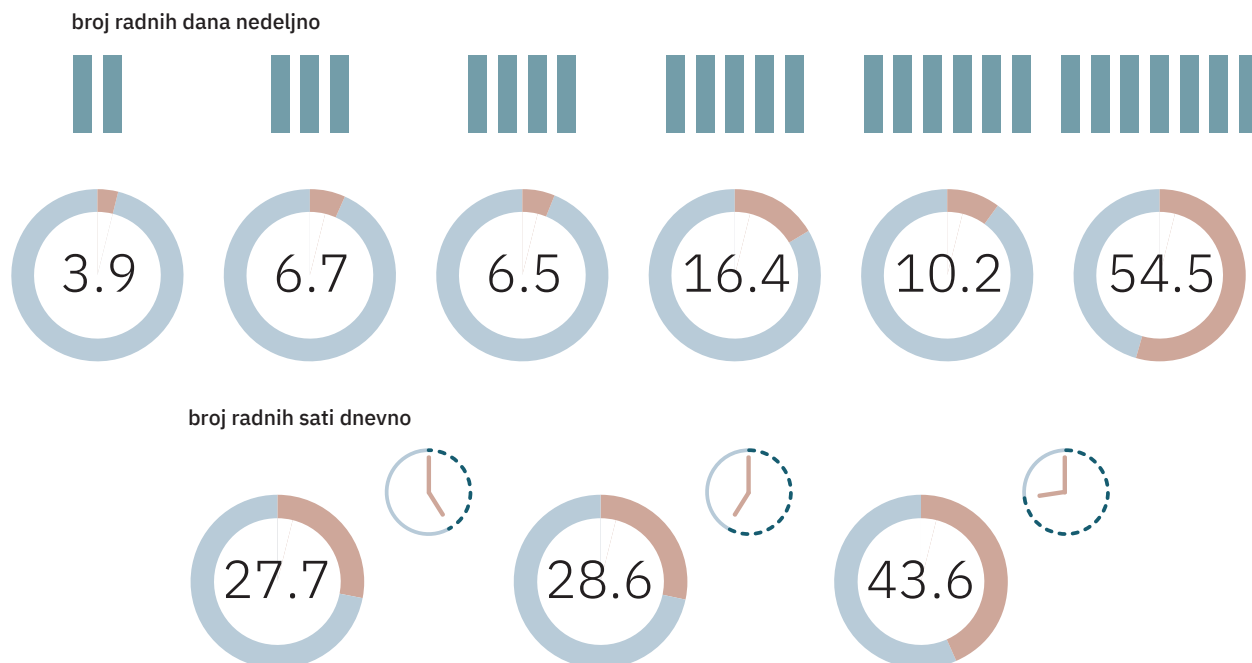 broj radnih dana nedeljno
3.9 6.7 6.5 16.4 10.2 54.5
broj radnih sati dnevno
27.7 28.6 43.6